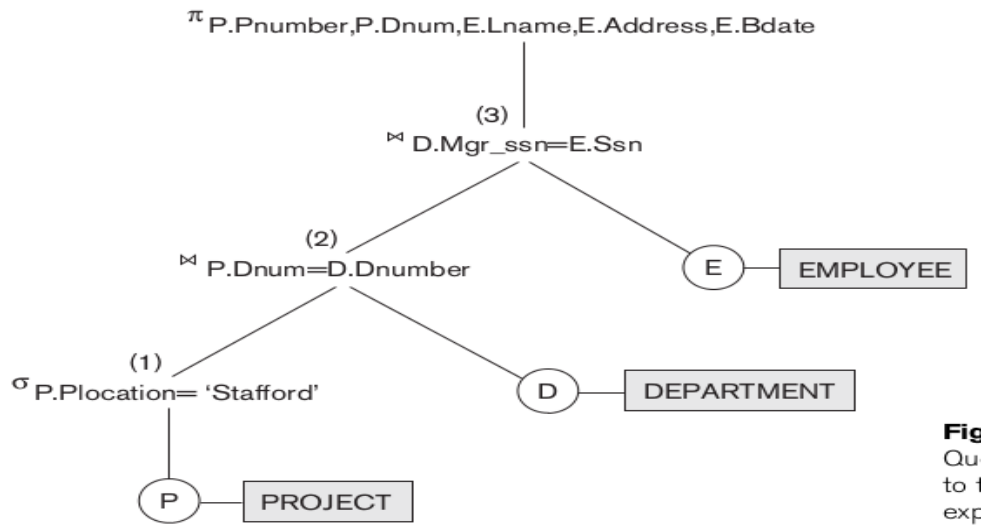 π P.Pnumber,P.Dnum,E.Lname,E.Address,E.Bdate
(3)
⋈ D.Mgr_ssn=E.Ssn
(2)
⋈ P.Dnum=D.Dnumber
E EMPLOYEE
(1)
σ P.Plocation= ‘Stafford’
D DEPARTMENT
P PROJECT
Fig
Que
to t
exp